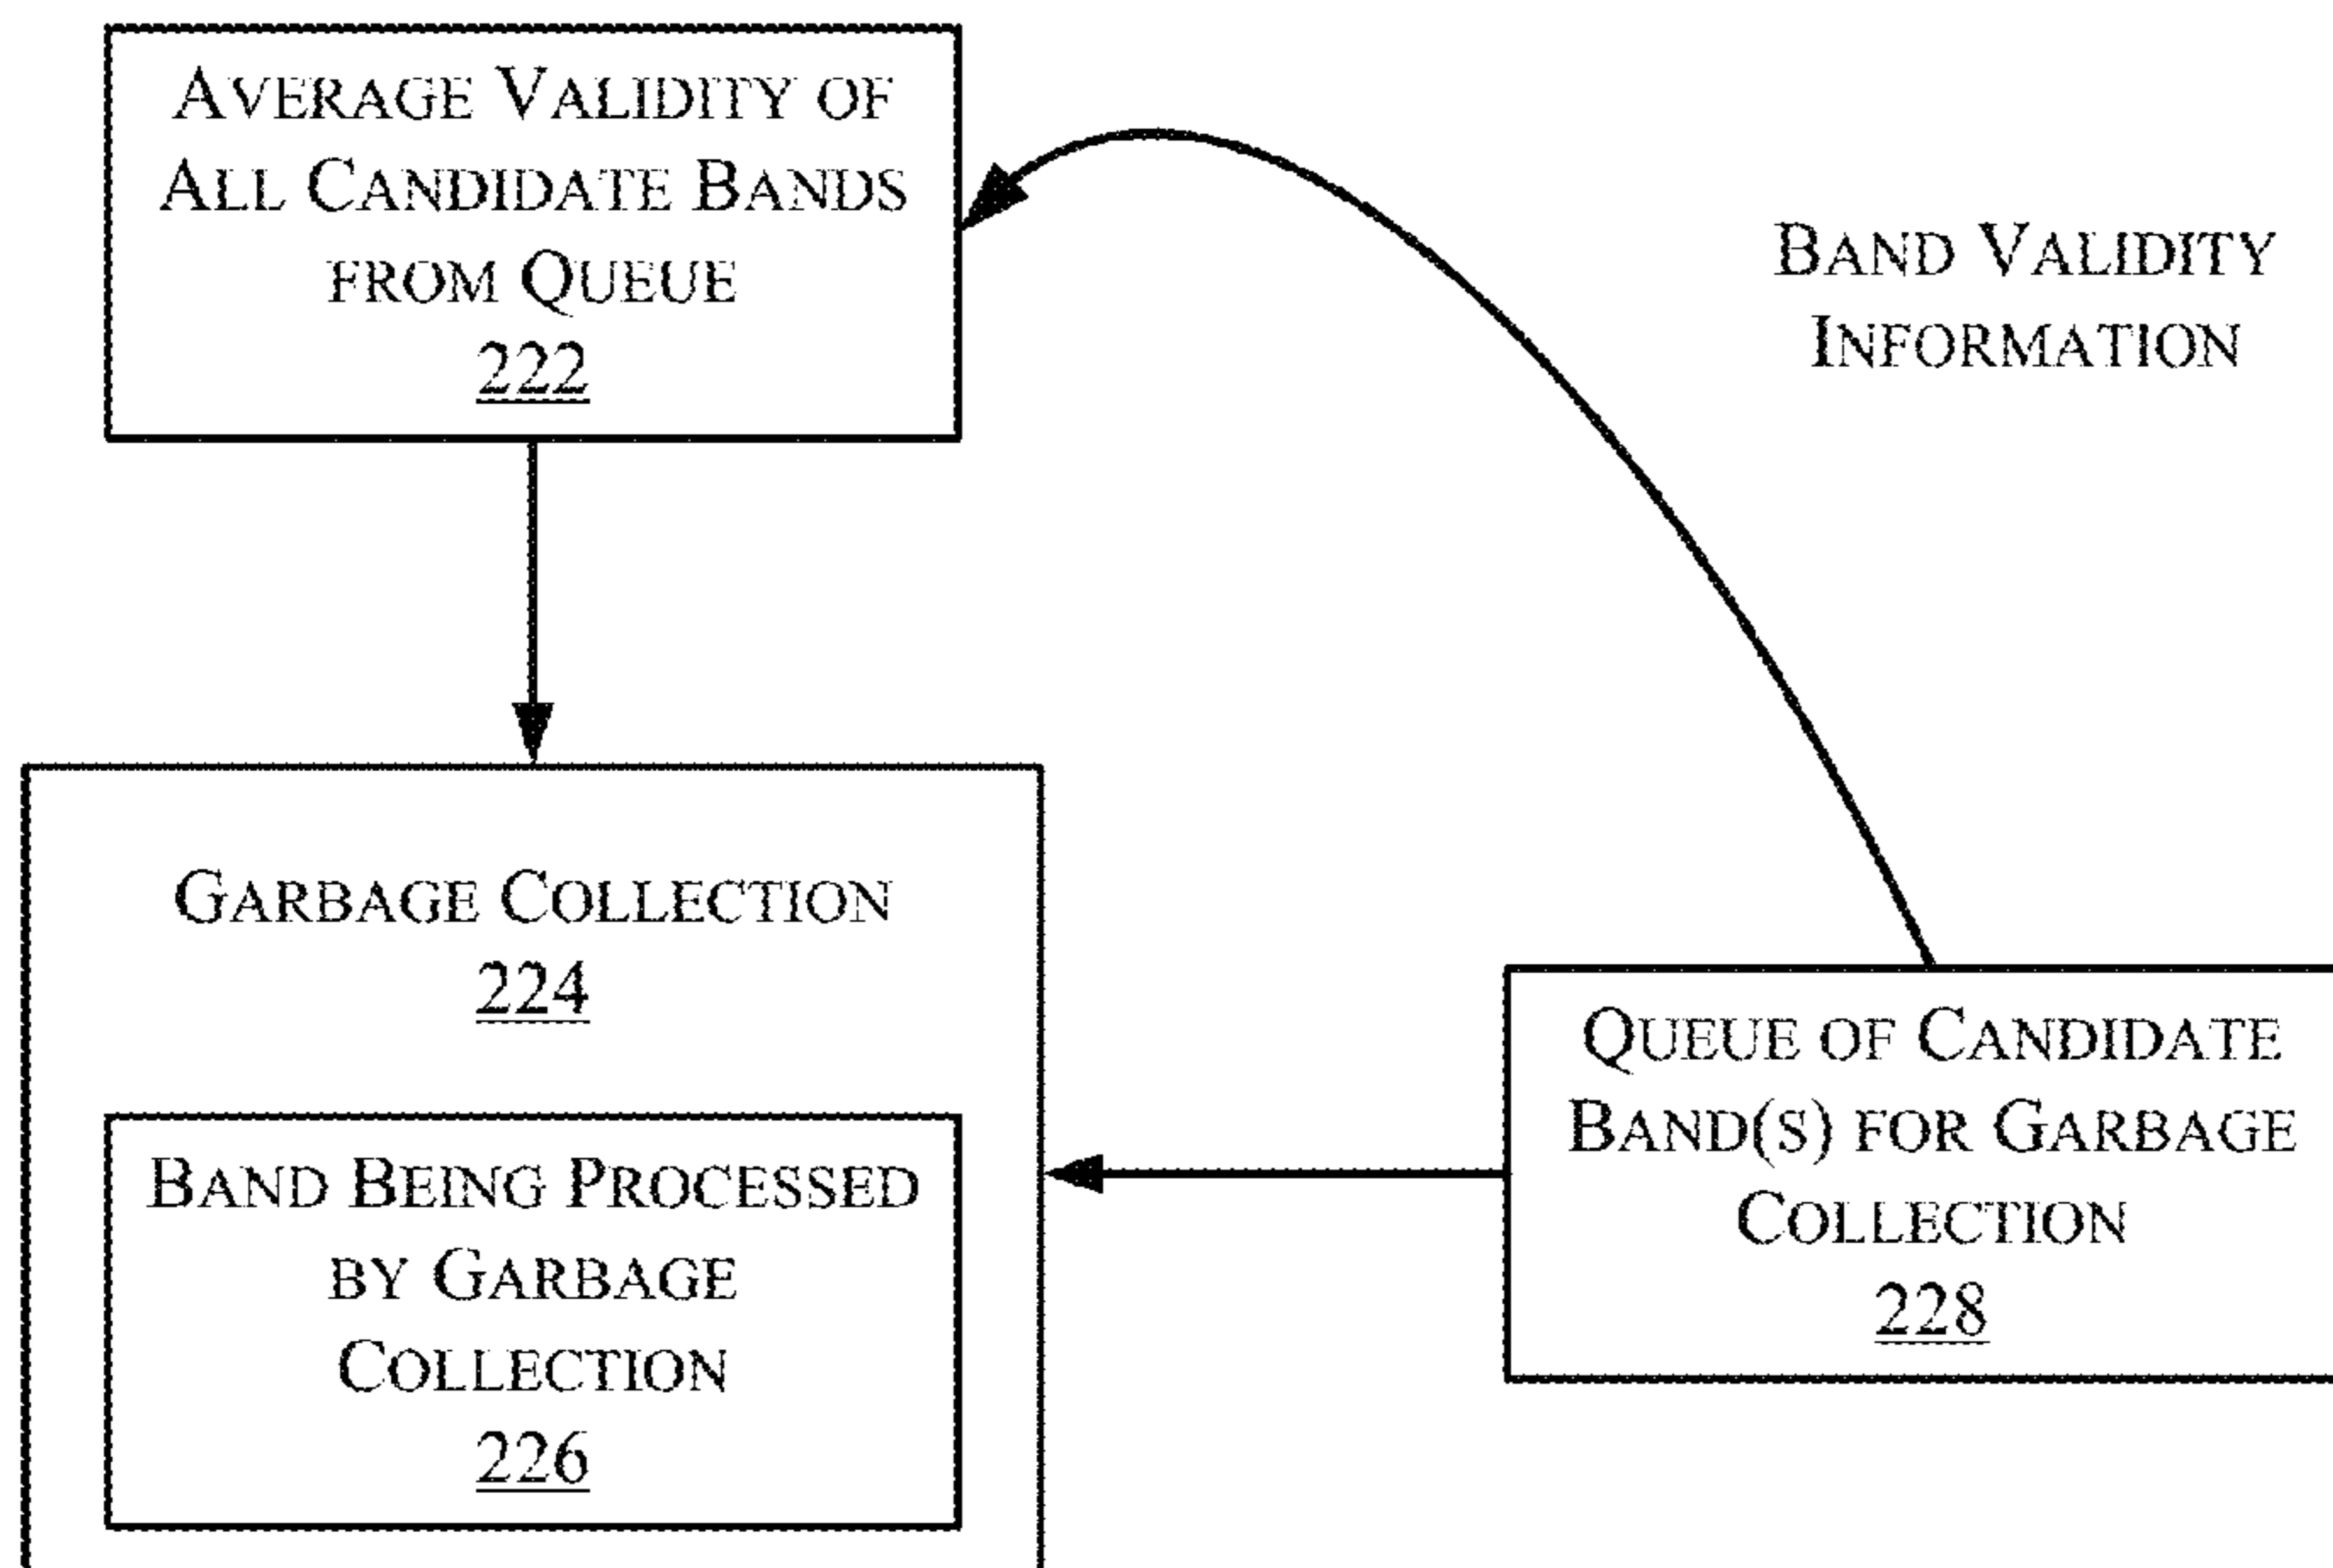 AVERAGE VALIDITY OF
ALL CANDIDATE BANDS
FROM QUEUE
222
BAND VALIDITY
INFORMATION
GARBAGE COLLECTION
224
BAND BEING PROCESSED
BY GARBAGE
COLLECTION
226
QUEUE OF CANDIDATE
BAND(S) FOR GARBAGE
COLLECTION
228